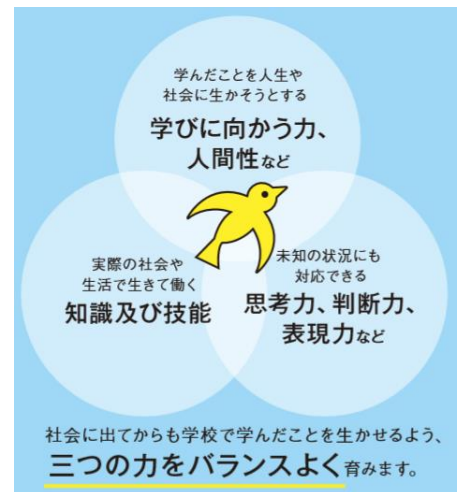 学んだことを人生や
社会に生かそうとする
学びに向かう力、
人間性など
実際の社会や
生活で生きて働く
知識及び技能
未知の状況にも
対応できる
思考力、判断力、
表現力など
社会に出てからも学校で学んだことを生かせるよう、
三つの力をバランスよく育みます。